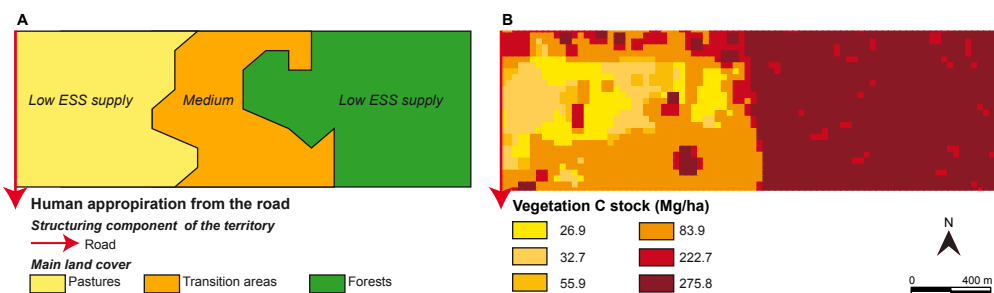 A
Low ESS supply
Medium
Low ESS supply
Human appropiration from the road
Structuring component of the territory
Road
Main land cover
Pastures
Transition areas
Forests
B
Vegetation C stock (Mg/ha)
26.9
83.9
32.7
222.7
55.9
275.8
N
0
400 m